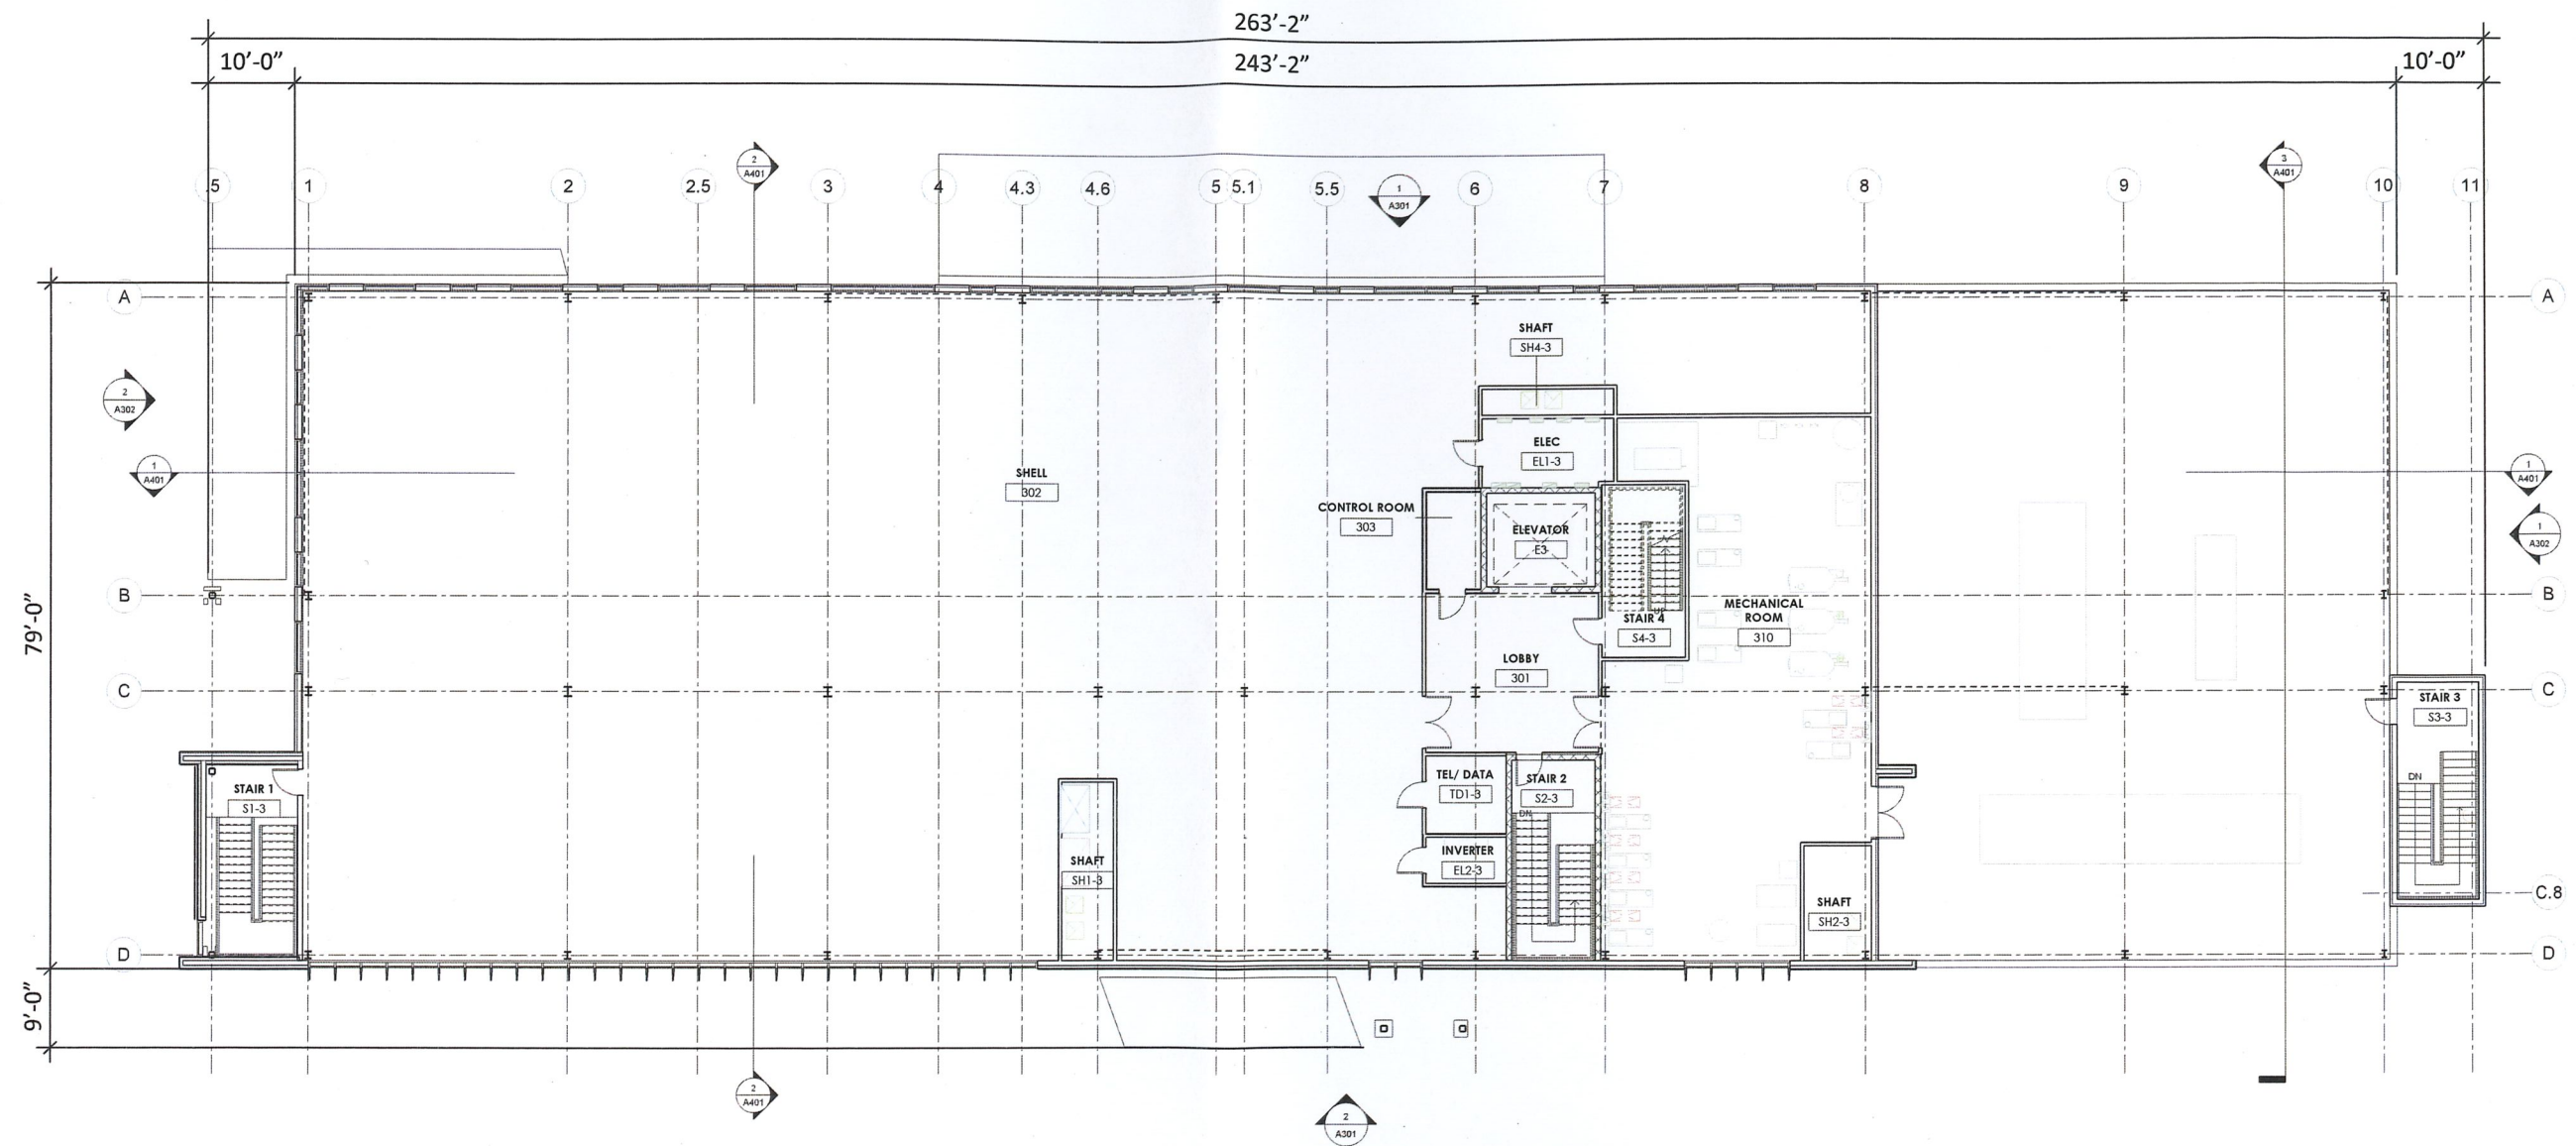 263’-2”
10’-0”
243’-2”
10’-0”
2
A401
3
A401
.5
1
2
2.5
3
4
4.3
4.6
5
5.1
5.5
1
A301
6
7
8
9
10
11
A
A
SHAFT
SH4-3
2
A302
ELEC
EL1-3
1
A401
SHELL
302
1
A401
CONTROL ROOM
303
ELEVATOR
E3
1
A302
B
B
79’-0”
UP
STAIR 4
S4-3
MECHANICAL
ROOM
310
LOBBY
301
C
C
STAIR 3
S3-3
STAIR 1
S1-3
TEL/ DATA
TD1-3
STAIR 2
S2-3
DN
DN
SHAFT
SH1-3
INVERTER
EL2-3
SHAFT
SH2-3
C.8
D
D
9’-0”
2
A401
2
A301